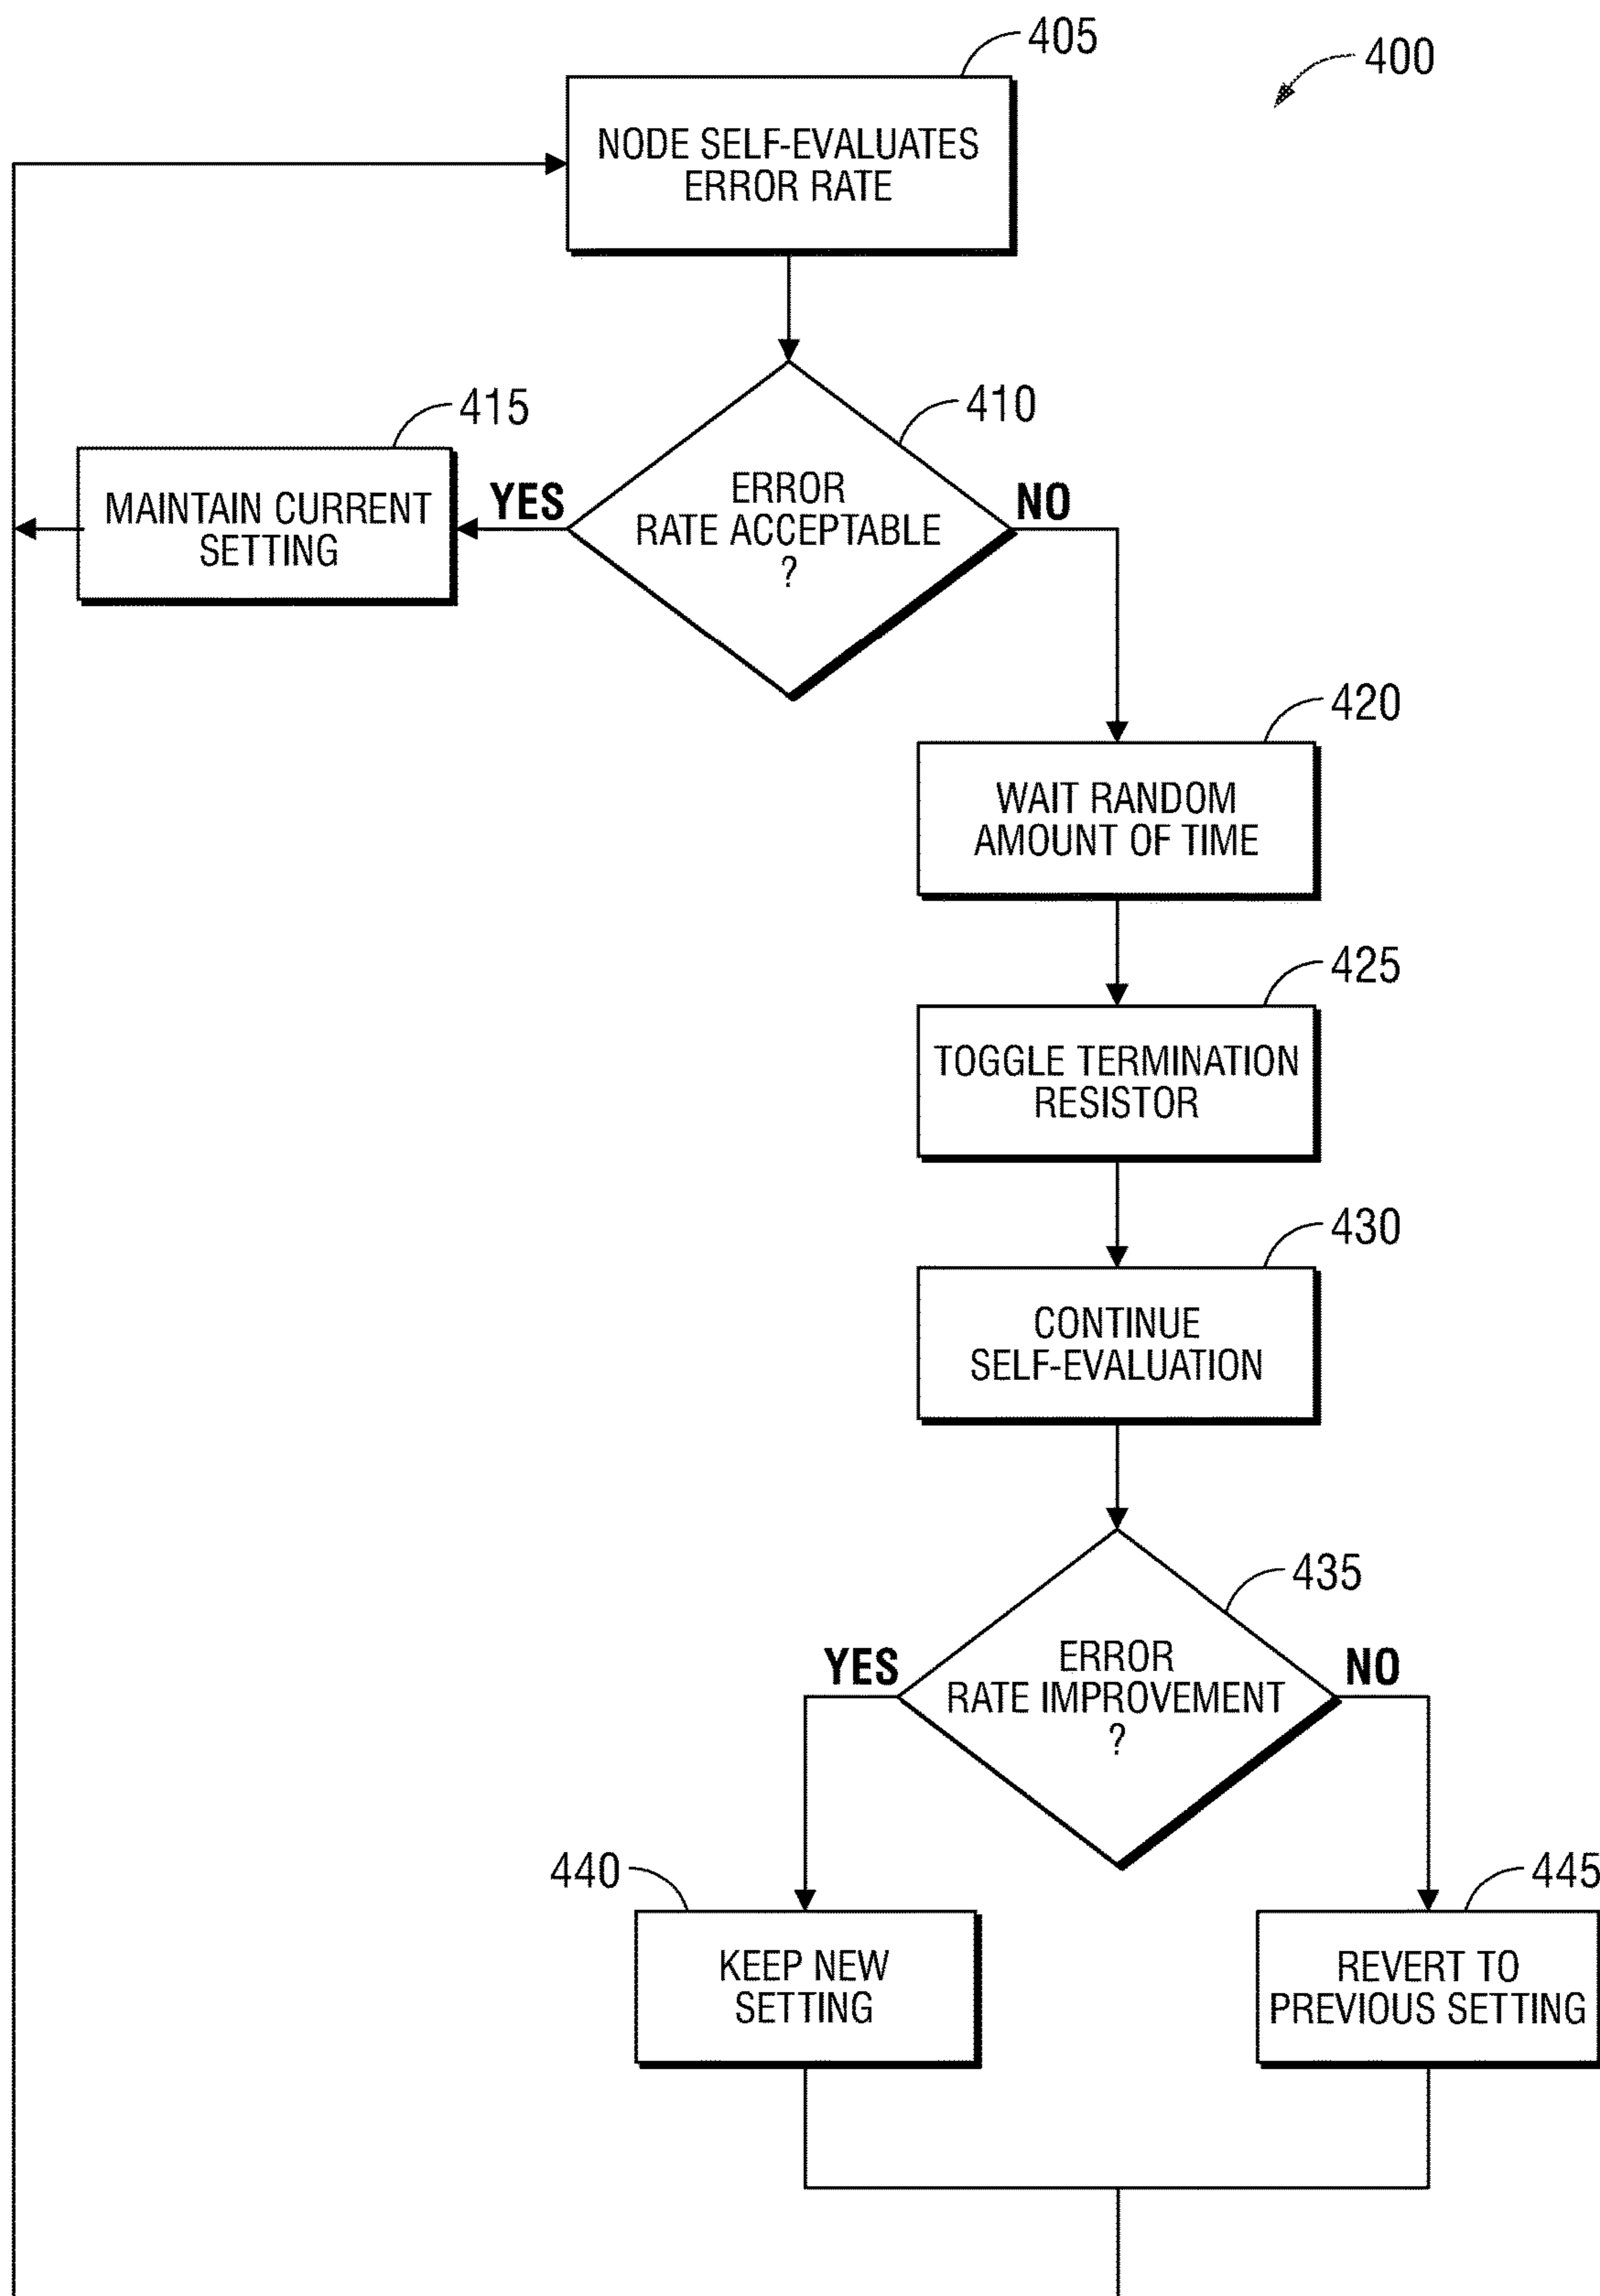 405
400
NODE SELF-EVALUATES
ERROR RATE
415
410
MAINTAIN CURRENT
SETTING
YES
ERROR
RATE ACCEPTABLE
?
NO
420
WAIT RANDOM
AMOUNT OF TIME
425
TOGGLE TERMINATION
RESISTOR
430
CONTINUE
SELF-EVALUATION
435
YES
ERROR
RATE IMPROVEMENT
?
NO
440
445
KEEP NEW
SETTING
REVERT TO
PREVIOUS SETTING